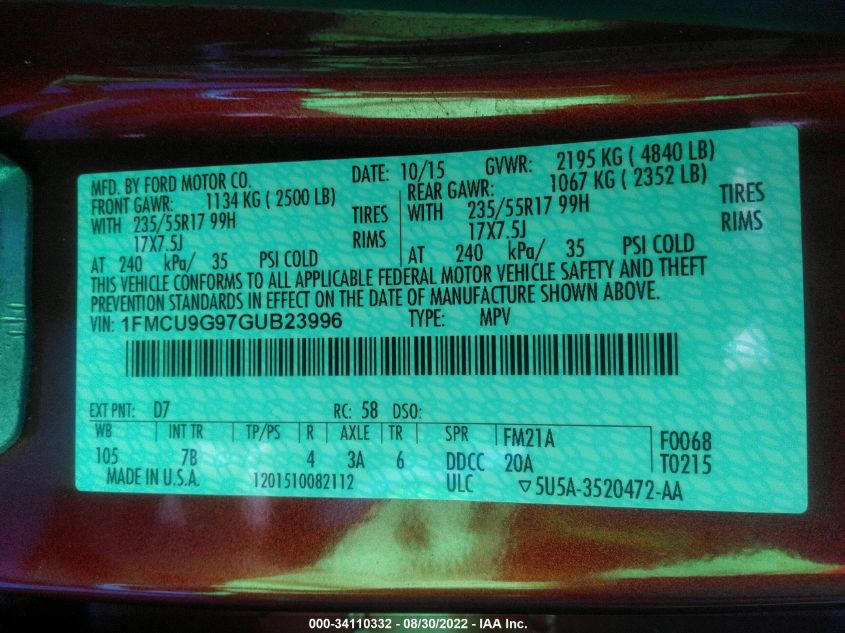 MFD. BY FORD MOTOR CO. DATE: 10/15 GVWR: 2195 KG ( 4840 LB)
FRONT GAWR: 1134 KG ( 2500 LB) REAR GAWR: 1067 KG ( 2352 LB)
WITH 235/55R17 99H TIRES WITH 235/55R17 99H TIRES
17X7.5J RIMS 17X7.5J RIMS
AT 240 kPa/ 35 PSI COLD AT 240 kPa/ 35 PSI COLD
THIS VEHICLE CONFORMS TO ALL APPLICABLE FEDERAL MOTOR VEHICLE SAFETY AND THEFT
PREVENTION STANDARDS IN EFFECT ON THE DATE OF MANUFACTURE SHOWN ABOVE.
VIN: 1FMCU9G97GUB23996 TYPE: MPV
EXT PNT: D7 RC: 58 DSO:
WB INT TR TP/PS R AXLE TR SPR FM21A F0068
105 7B 4 3A 6 DDCC 20A T0215
MADE IN U.S.A. 1201510082112 ULC ▽5U5A-3520472-AA
000-34110332 - 08/30/2022 - IAA Inc.